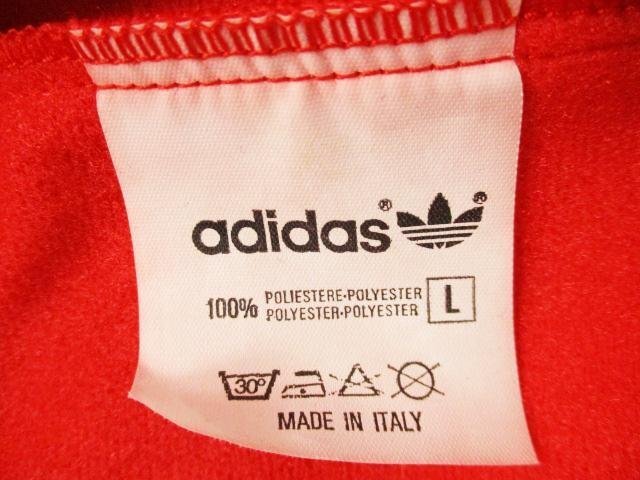 adidas®
®
100% POLIESTERE·POLYESTER
POLYESTER·POLYESTER
L
30°
MADE IN ITALY